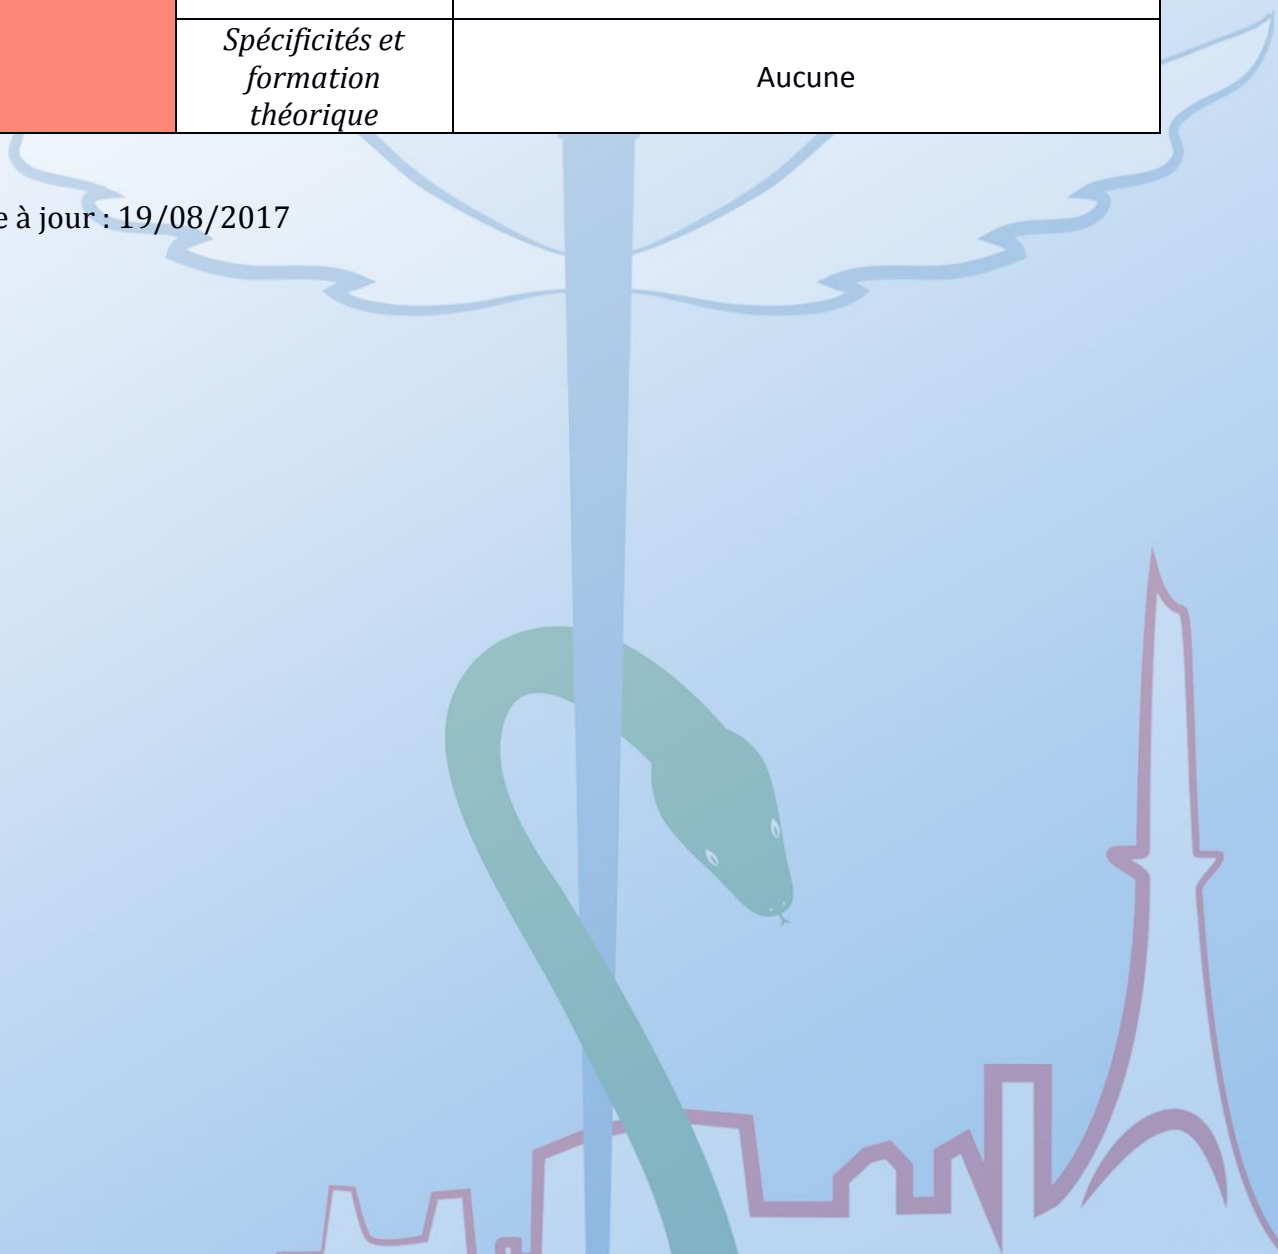 Spécificités et
formation
théorique
Aucune
à jour : 19/08/2017